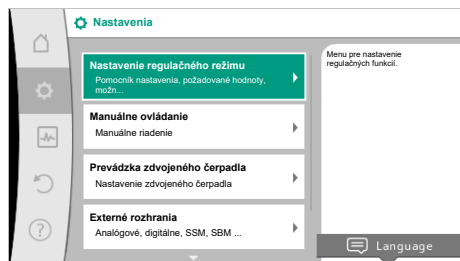 Nastavenia
Nastavenie regulačného režimu
Pomocník nastavenia, požadované hodnoty,
možn...
Menu pre nastavenie
regulačných funkcií.
Manuálne ovládanie
Manuálne riadenie
Prevádzka zdvojeného čerpadla
Nastavenie zdvojeného čerpadla
Externé rozhrania
Analógové, digitálne, SSM, SBM ...
Language